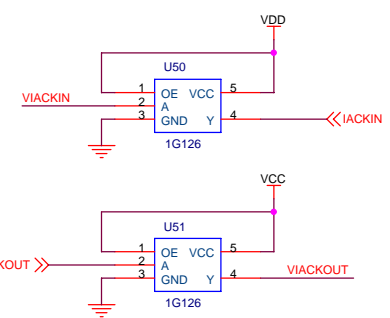 VDD
U50
1 OE VCC 5
VIACKIN 2 A
3 GND Y 4 IACKIN
1G126
VCC
U51
1 OE VCC 5
KOUT 2 A
3 GND Y 4 VIACKOUT
1G126